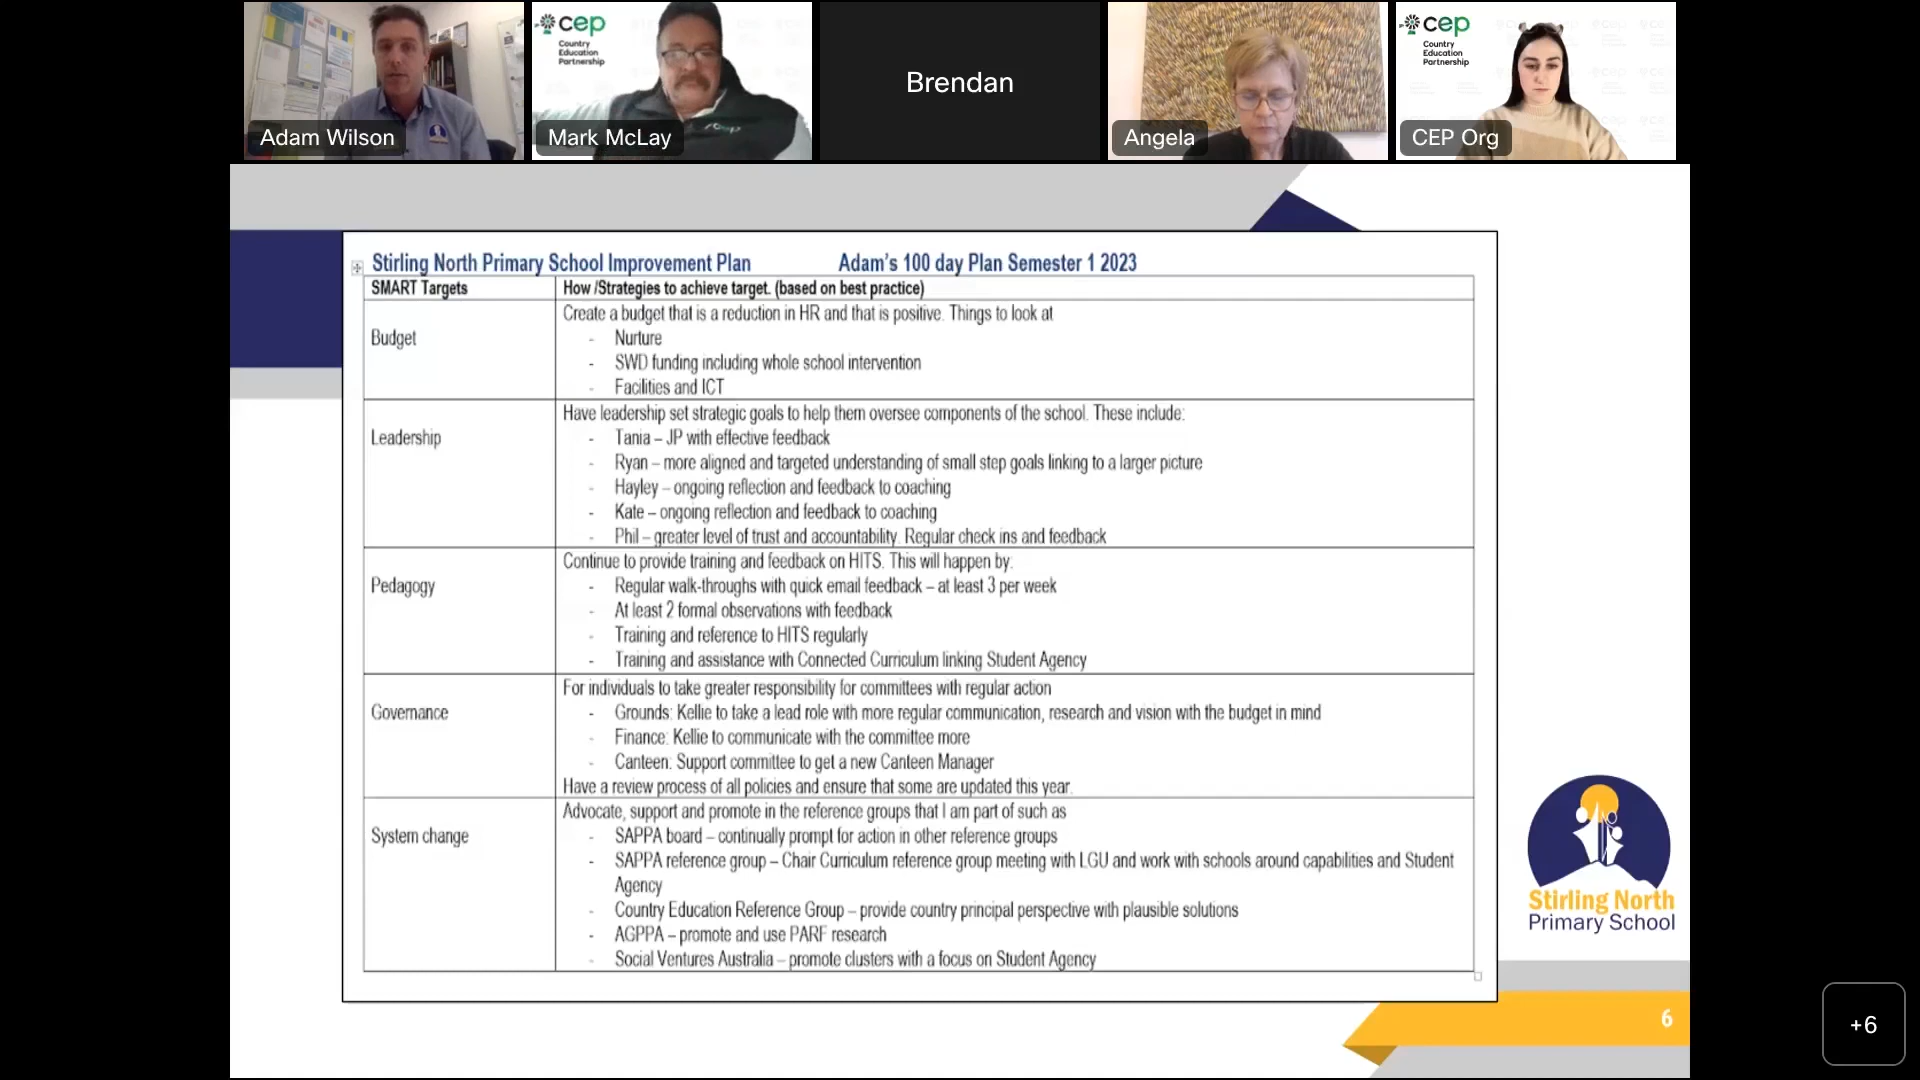 cep
Country
Education
Partnership
cep
Country
Education
Partnership
Brendan
Adam Wilson
Mark McLay
Angela
CEP Org
Stirling North Primary School Improvement Plan Adam's 100 day Plan Semester 1 2023
SMART Targets
How /Strategies to achieve target. (based on best practice)
Budget
Create a budget that is a reduction in HR and that is positive. Things to look at
- Nurture
- SWD funding including whole school intervention
- Facilities and ICT
Leadership
Have leadership set strategic goals to help them oversee components of the school. These include:
- Tania – JP with effective feedback
- Ryan – more aligned and targeted understanding of small step goals linking to a larger picture
- Hayley – ongoing reflection and feedback to coaching
- Kate – ongoing reflection and feedback to coaching
- Phil – greater level of trust and accountability. Regular check ins and feedback
Pedagogy
Continue to provide training and feedback on HITS. This will happen by:
- Regular walk-throughs with quick email feedback – at least 3 per week
- At least 2 formal observations with feedback
- Training and reference to HITS regularly
- Training and assistance with Connected Curriculum linking Student Agency
Governance
For individuals to take greater responsibility for committees with regular action
- Grounds: Kellie to take a lead role with more regular communication, research and vision with the budget in mind
- Finance: Kellie to communicate with the committee more
- Canteen: Support committee to get a new Canteen Manager
Have a review process of all policies and ensure that some are updated this year.
System change
Advocate, support and promote in the reference groups that I am part of such as
- SAPPA board – continually prompt for action in other reference groups
- SAPPA reference group – Chair Curriculum reference group meeting with LGU and work with schools around capabilities and Student
Agency
- Country Education Reference Group – provide country principal perspective with plausible solutions
- AGPPA – promote and use PARF research
- Social Ventures Australia – promote clusters with a focus on Student Agency
Stirling North
Primary School
6
+6